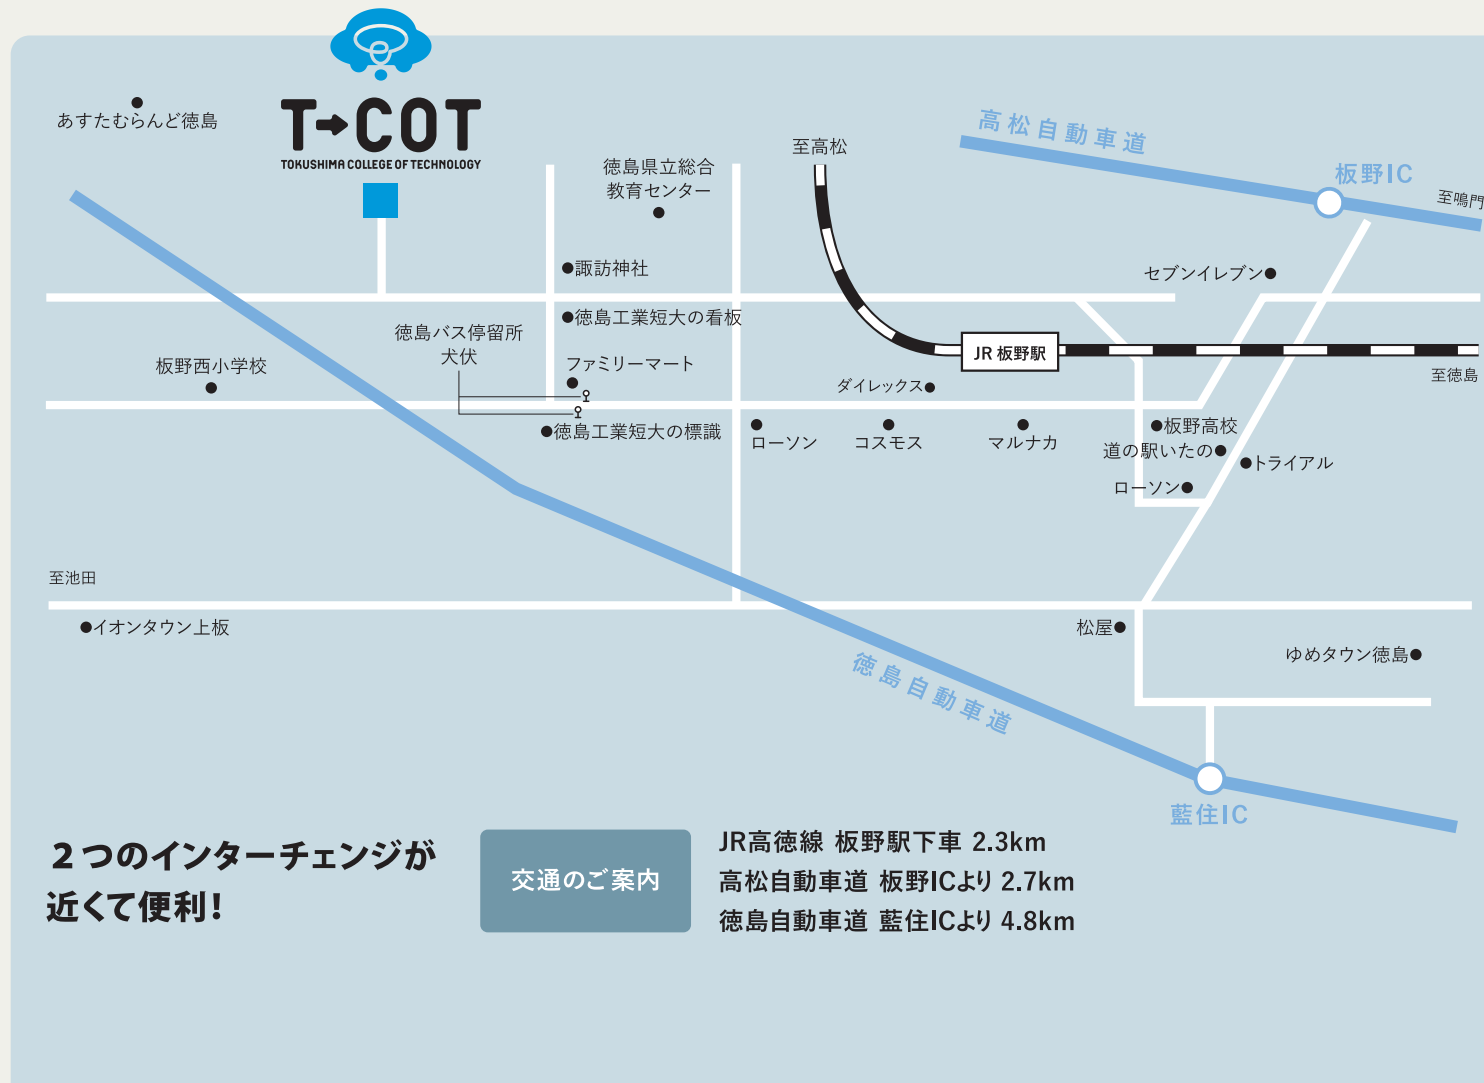 あすたむらんど徳島
T→COT
TOKUSHIMA COLLEGE OF TECHNOLOGY
徳島県立総合
教育センター
至高松
高松自動車道
板野IC
至鳴門
諏訪神社
セブンイレブン
徳島工業短大の看板
徳島バス停留所
犬伏
JR 板野駅
板野西小学校
ファミリーマート
至徳島
ダイレックス
徳島工業短大の標識
ローソン
コスモス
マルナカ
板野高校
道の駅いたの
トライアル
ローソン
至池田
イオンタウン上板
松屋
ゆめタウン徳島
徳島自動車道
藍住IC
2つのインターチェンジが
近くて便利!
交通のご案内
JR高徳線 板野駅下車 2.3km
高松自動車道 板野ICより 2.7km
徳島自動車道 藍住ICより 4.8km